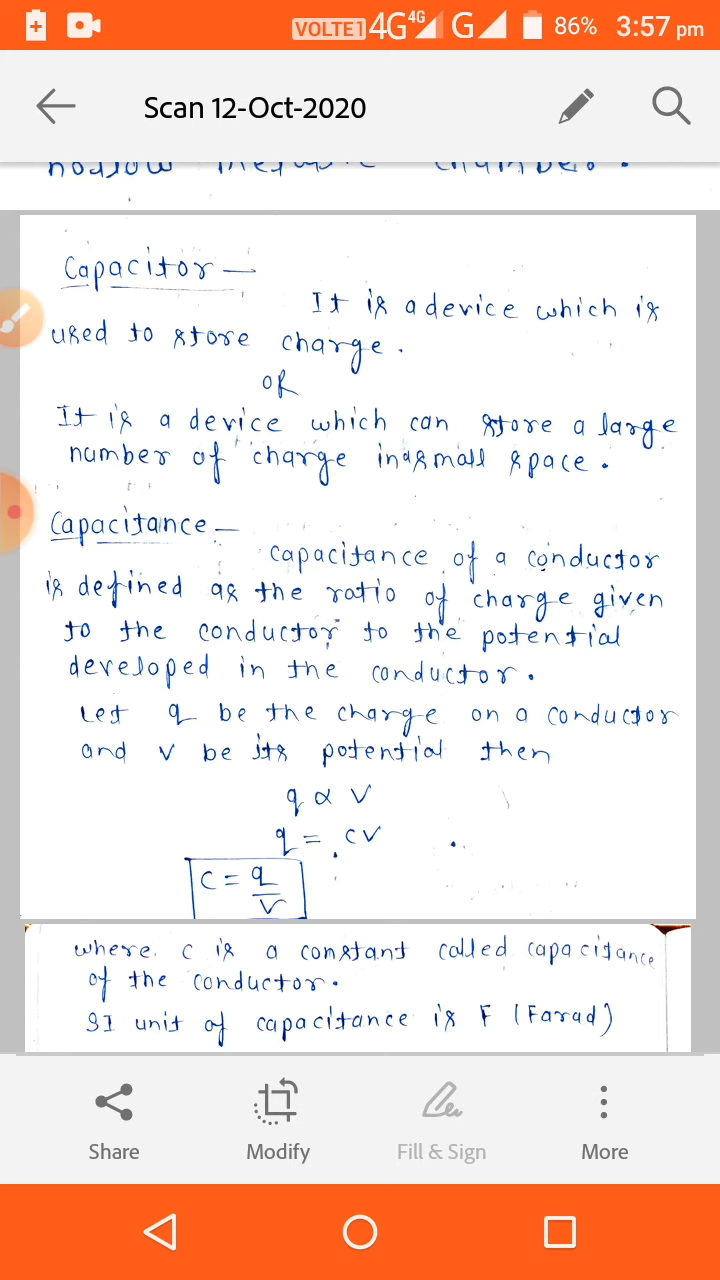 VOLTE1 4G 4G G 86% 3:57 pm
Scan 12-Oct-2020
hollow
Capacitor —
It is a device which is
used to store charge.
OR
It is a device which can store a large
number of charge in a small space.
Capacitance —
Capacitance of a conductor
is defined as the ratio of charge given
to the conductor to the potential
developed in the conductor.
Let q be the charge on a conductor
and v be its potential then
q ∝ V
q = CV
C = q/V
where C is a constant called capacitance
of the conductor.
SI unit of capacitance is F (Farad)
Share Modify Fill & Sign More